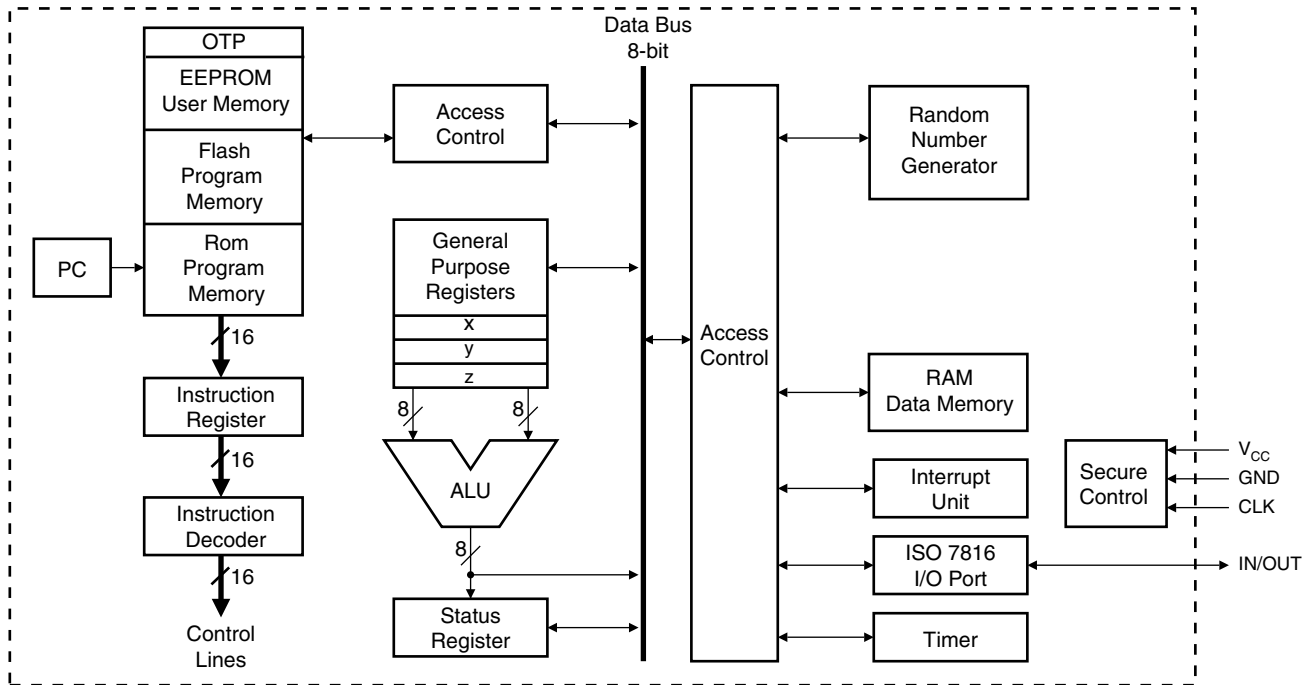 OTP
EEPROM
User Memory
Flash
Program
Memory
Rom
Program
Memory
PC
16
Instruction
Register
16
Instruction
Decoder
16
Control
Lines
Access
Control
General
Purpose
Registers
x
y
z
8
8
ALU
8
Status
Register
Data Bus
8-bit
Access
Control
Random
Number
Generator
RAM
Data Memory
Interrupt
Unit
ISO 7816
I/O Port
Timer
Secure
Control
VCC
GND
CLK
IN/OUT